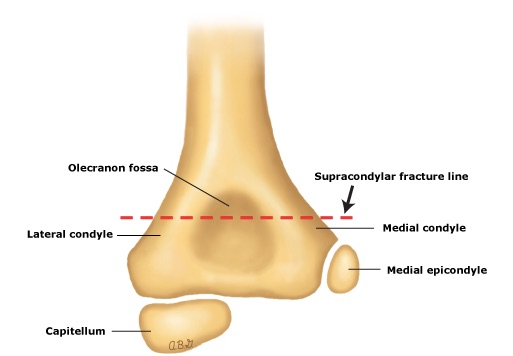 Olecranon fossa
Supracondylar fracture line
Lateral condyle
Medial condyle
Medial epicondyle
Capitellum